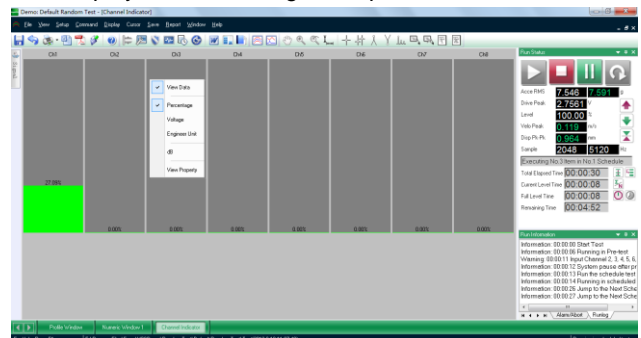 Demo: Default Random Test - [Channel Indicator]
File View Setup Command Display Cursor Save Report Window Help
Ch1 Ch2 Ch3 Ch4 Ch5 Ch6 Ch7 Ch8
View Data
Percentage
Voltage
Engineer Unit
dB
View Property
27.99%
0.00% 0.00% 0.00% 0.00% 0.00% 0.00% 0.00%
Run Status
Acce RMS 7.546 7.591 g
Drive Peak 2.7561 V
Level 100.00 %
Velo Peak 0.119 m/s
Disp Pk-Pk 0.964 mm
Sample 2048 5120 Hz
Executing No.3 Item in No.1 Schedule
Total Elapsed Time 00:00:30
Current Level Time 00:00:08
Full Level Time 00:00:08
Remaining Time 00:04:52
Run Information
Information: 00:00:00 Start Test
Information: 00:00:06 Running in Pre-test
Warning: 00:00:11 Input Channel 2, 3, 4, 5, 6,
Information: 00:00:12 System pause after pr
Information: 00:00:13 Run the schedule test
Information: 00:00:14 Running in scheduled
Information: 00:00:26 Jump to the Next Sche
Information: 00:00:27 Jump to the Next Sche
Alarm/Abort Runlog
Profile Window Numeric Window 1 Channel Indicator